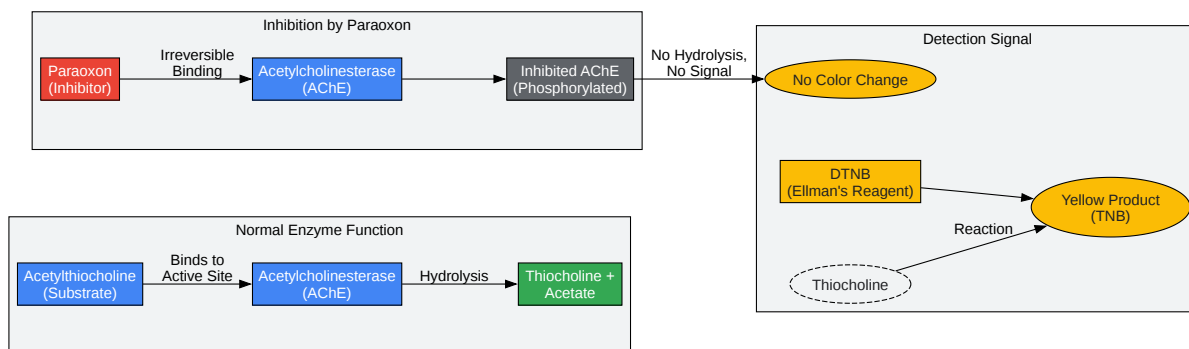 Inhibition by Paraoxon
Paraoxon
(Inhibitor)
Irreversible
Binding
Acetylcholinesterase
(AChE)
Inhibited AChE
(Phosphorylated)
No Hydrolysis,
No Signal
Detection Signal
No Color Change
DTNB
(Ellman's Reagent)
Yellow Product
(TNB)
Reaction
Thiocholine
Normal Enzyme Function
Acetylthiocholine
(Substrate)
Binds to
Active Site
Acetylcholinesterase
(AChE)
Hydrolysis
Thiocholine +
Acetate